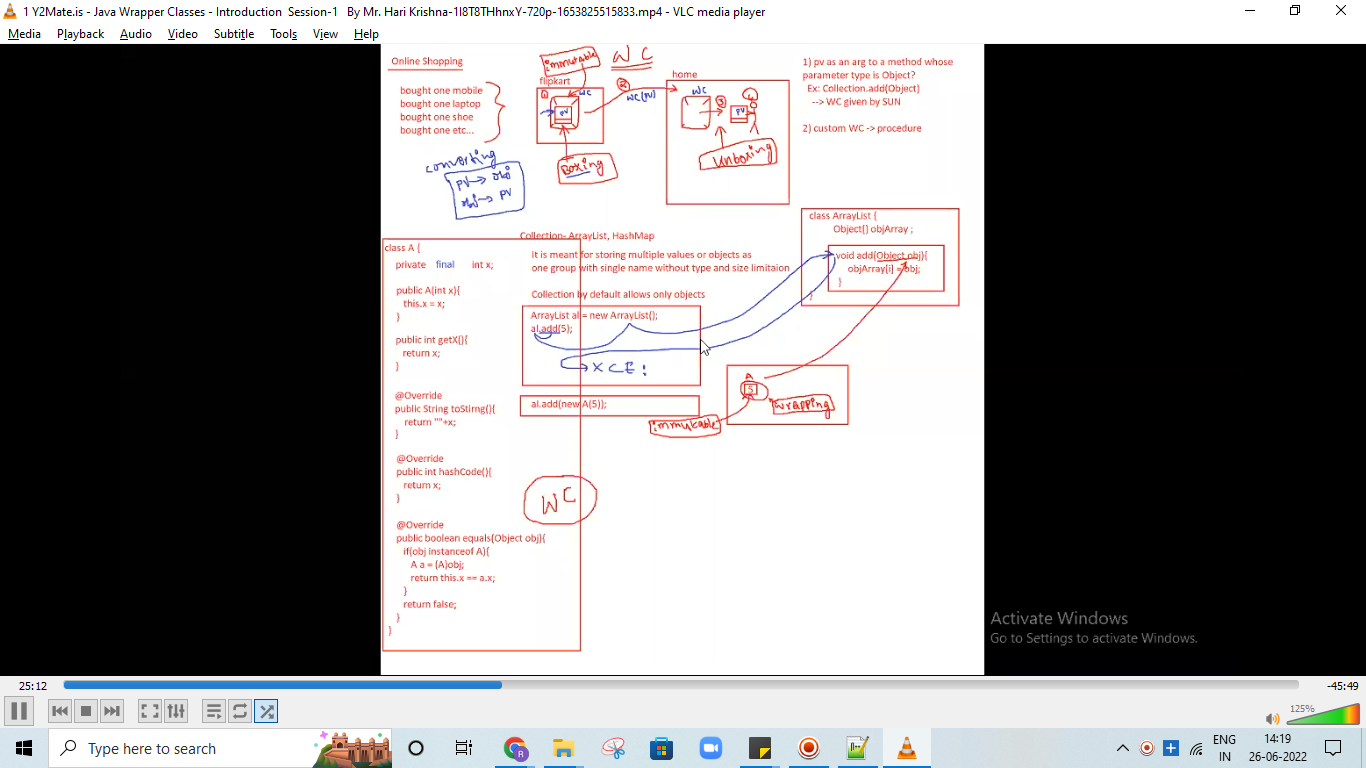 1 Y2Mate.is - Java Wrapper Classes - Introduction  Session-1   By Mr. Hari Krishna-1I8T8THhnxY-720p-1653825515833.mp4 - VLC media player
Media Playback Audio Video Subtitle Tools View Help
Online Shopping
bought one mobile
bought one laptop
bought one shoe
bought one etc...
converting
PV → obj
obj → PV
immutable
WC
flipkart
1
WC
PV
Boxing
2
WC(PV)
home
WC
3
PV
Unboxing
1) pv as an arg to a method whose
parameter type is Object?
Ex: Collection.add(Object)
--> WC given by SUN
2) custom WC -> procedure
class A {
private final int x;
public A(int x){
this.x = x;
}
public int getX(){
return x;
}
@Override
public String toStirng(){
return ""+x;
}
@Override
public int hashCode(){
return x;
}
@Override
public boolean equals(Object obj){
if(obj instanceof A){
A a = (A)obj;
return this.x == a.x;
}
return false;
}
}
Collection- ArrayList, HashMap
It is meant for storing multiple values or objects as
one group with single name without type and size limitaion
Collection by default allows only objects
ArrayList al = new ArrayList();
al.add(5);
X CE:
al.add(new A(5));
WC
class ArrayList {
Object[] objArray ;
void add(Object obj){
objArray[i] = obj;
}
}
A
5
wrapping
immutable
Activate Windows
Go to Settings to activate Windows.
25:12
-45:49
125%
Type here to search
ENG
IN
14:19
26-06-2022